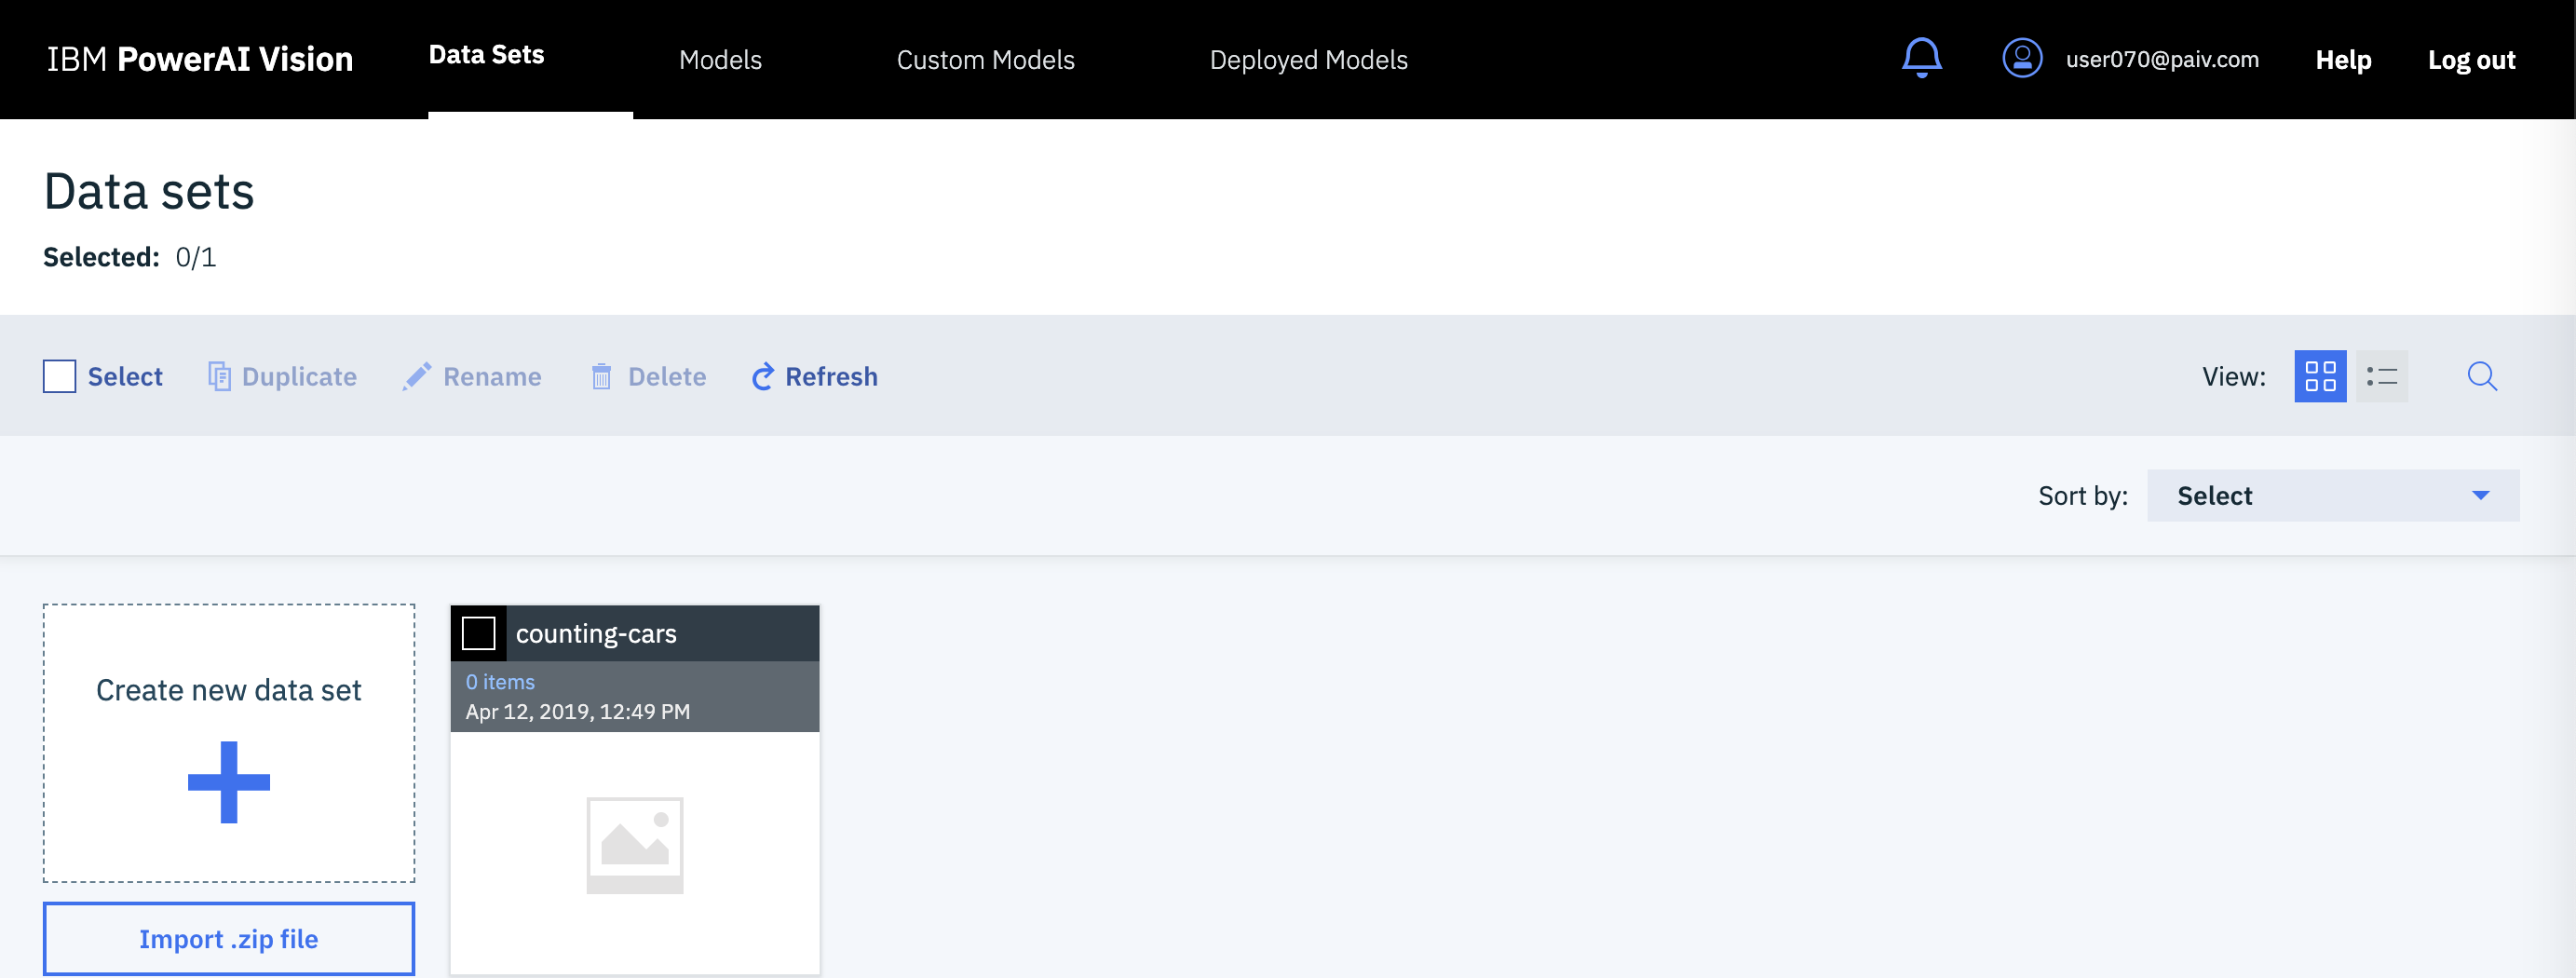 IBM PowerAI Vision Data Sets Models Custom Models Deployed Models user070@paiv.com Help Log out
Data sets
Selected: 0/1
Select Duplicate Rename Delete Refresh View:
Sort by: Select
Create new data set
Import .zip file
counting-cars
0 items
Apr 12, 2019, 12:49 PM